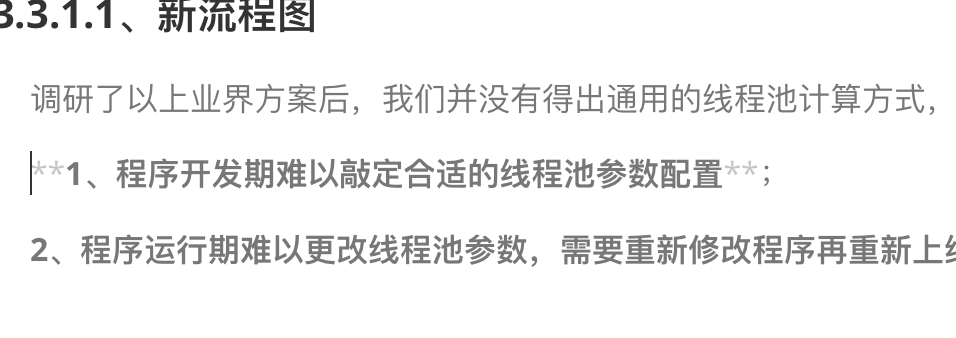 3.3.1.1、新流程图
调研了以上业界方案后，我们并没有得出通用的线程池计算方式，
**1、程序开发期难以敲定合适的线程池参数配置**；
2、程序运行期难以更改线程池参数，需要重新修改程序再重新上线